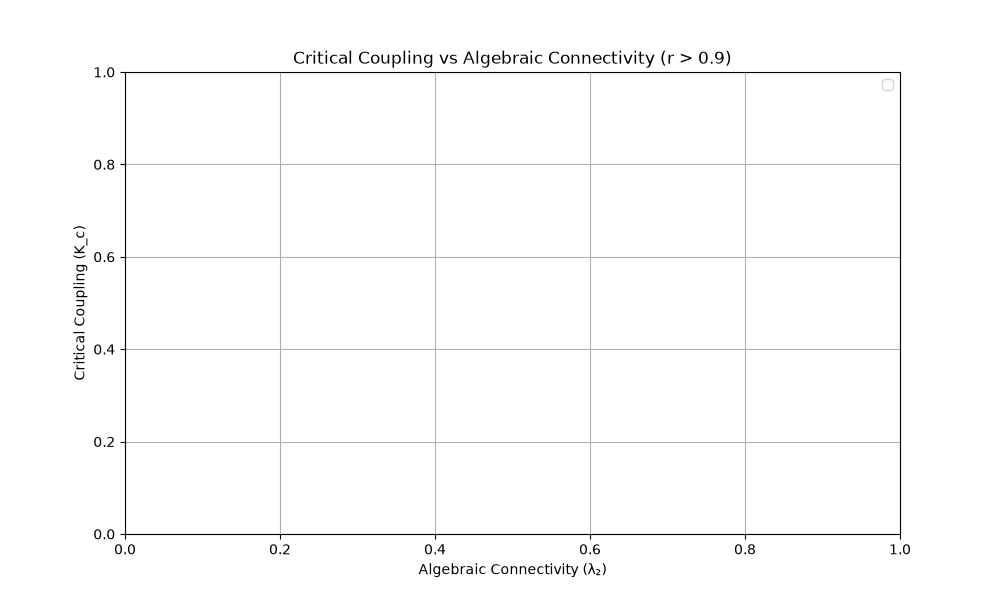 Critical Coupling vs Algebraic Connectivity (r > 0.9)
1.0
0.8
0.6
0.4
0.2
0.0
Critical Coupling (K_c)
0.0 0.2 0.4 0.6 0.8 1.0
Algebraic Connectivity (λ₂)